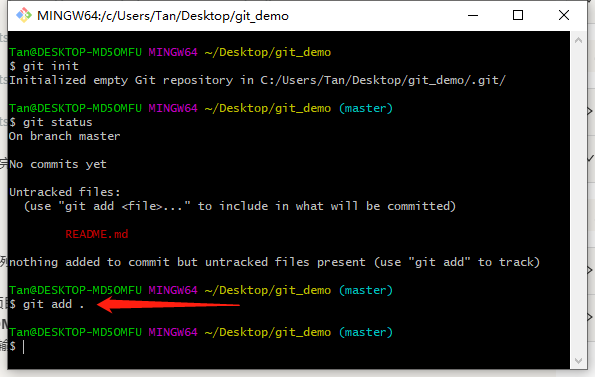 MINGW64:/c/Users/Tan/Desktop/git_demo
Tan@DESKTOP-MD5OMFU MINGW64 ~/Desktop/git_demo
$ git init
Initialized empty Git repository in C:/Users/Tan/Desktop/git_demo/.git/
Tan@DESKTOP-MD5OMFU MINGW64 ~/Desktop/git_demo (master)
$ git status
On branch master
No commits yet
Untracked files:
(use "git add <file>..." to include in what will be committed)
README.md
nothing added to commit but untracked files present (use "git add" to track)
Tan@DESKTOP-MD5OMFU MINGW64 ~/Desktop/git_demo (master)
$ git add .
Tan@DESKTOP-MD5OMFU MINGW64 ~/Desktop/git_demo (master)
$